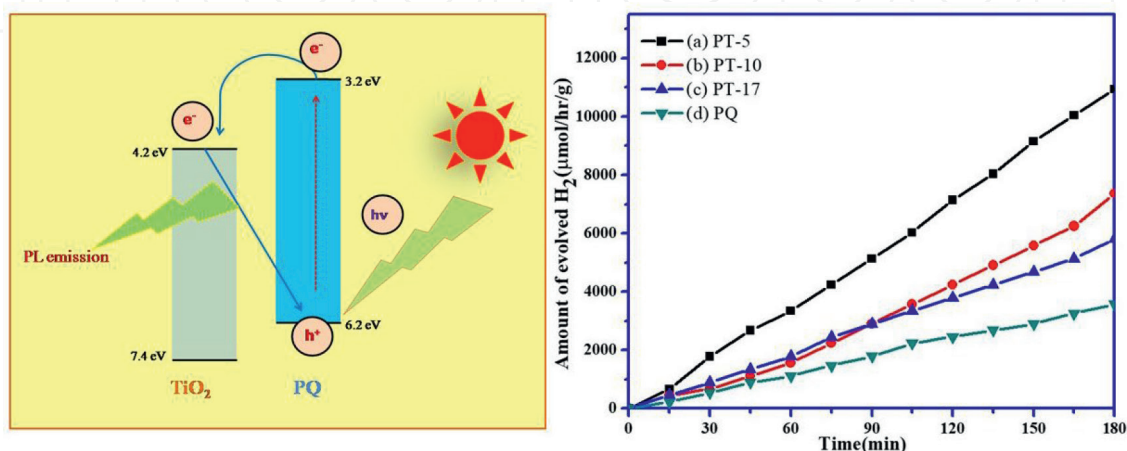 e⁻
3.2 eV
e⁻
4.2 eV
hν
PL emission
h⁺
6.2 eV
7.4 eV
TiO₂
PQ
Amount of evolved H₂(μmol/hr/g)
12000
10000
8000
6000
4000
2000
0
(a) PT-5
(b) PT-10
(c) PT-17
(d) PQ
0 30 60 90 120 150 180
Time(min)